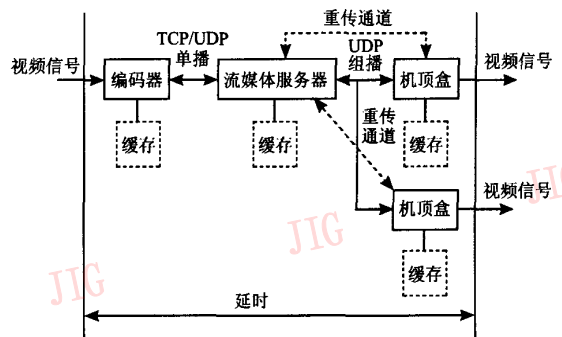 重传通道
TCP/UDP
单播
UDP
组播
视频信号
编码器
流媒体服务器
机顶盒
视频信号
缓存
缓存
重传
通道
缓存
视频信号
机顶盒
缓存
延时
JIG
JIG
JIG